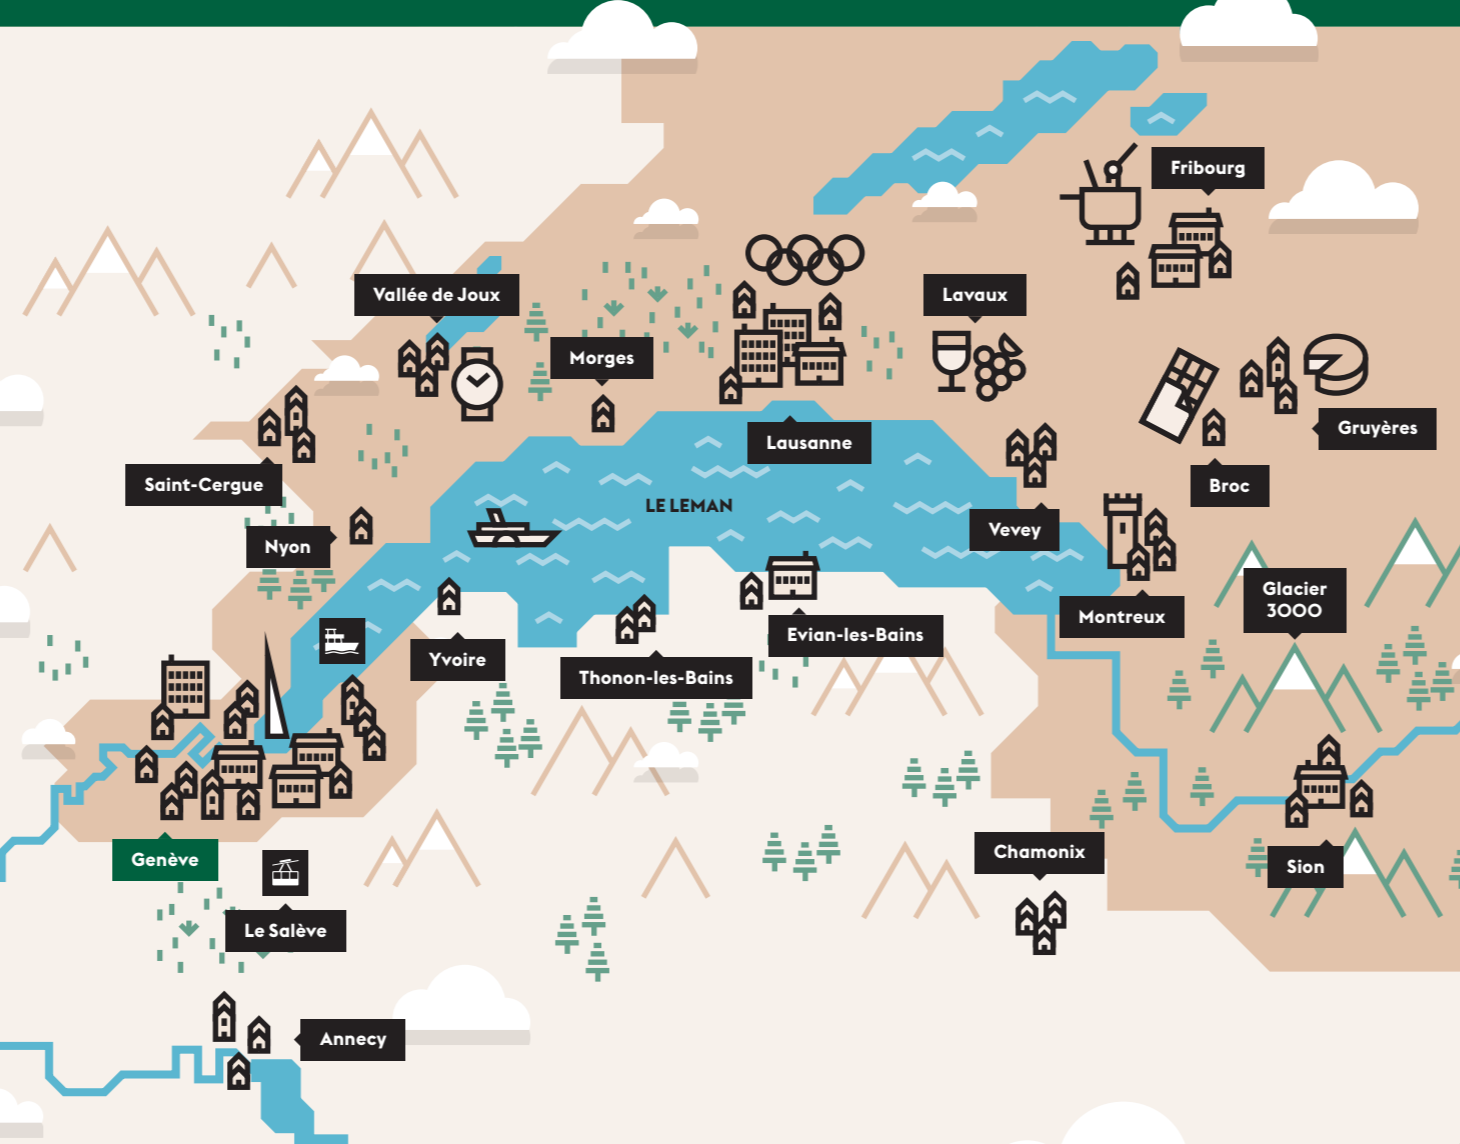 Fribourg
Vallée de Joux
Lavaux
Morges
Gruyères
Lausanne
Saint-Cergue
Broc
LE LEMAN
Vevey
Nyon
Glacier
3000
Montreux
Evian-les-Bains
Yvoire
Thonon-les-Bains
Chamonix
Genève
Sion
Le Salève
Annecy